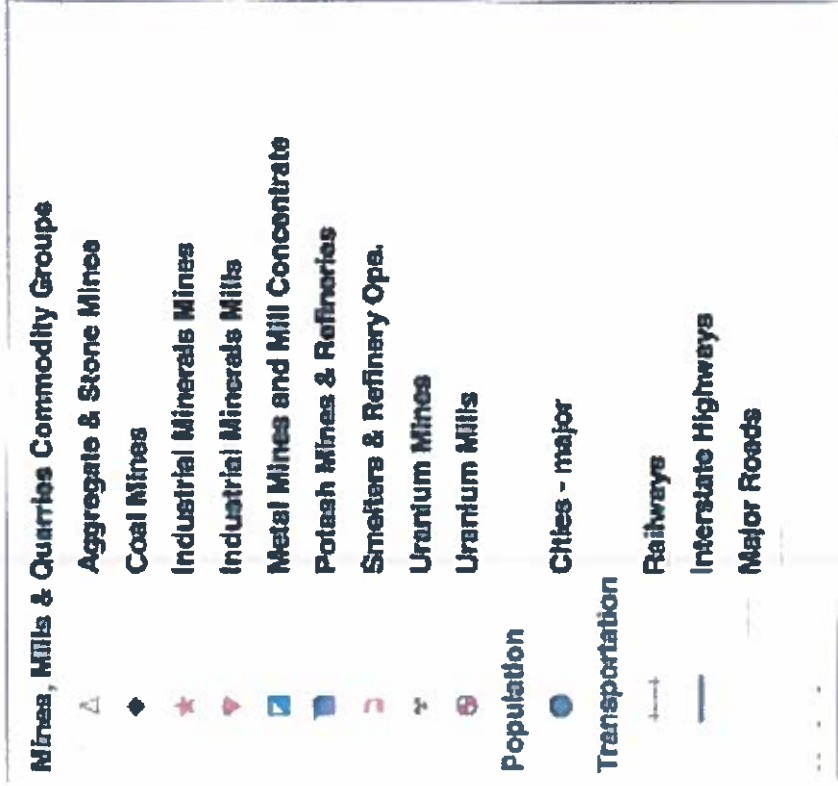 Mines, Mills & Quarries Commodity Groups
Aggregate & Stone Mines
Coal Mines
Industrial Minerals Mines
Industrial Minerals Mills
Metal Mines and Mill Concentrate
Potash Mines & Refineries
Smelters & Refinery Ops.
Uranium Mines
Uranium Mills
Population
Cities - major
Transportation
Railways
Interstate Highways
Major Roads